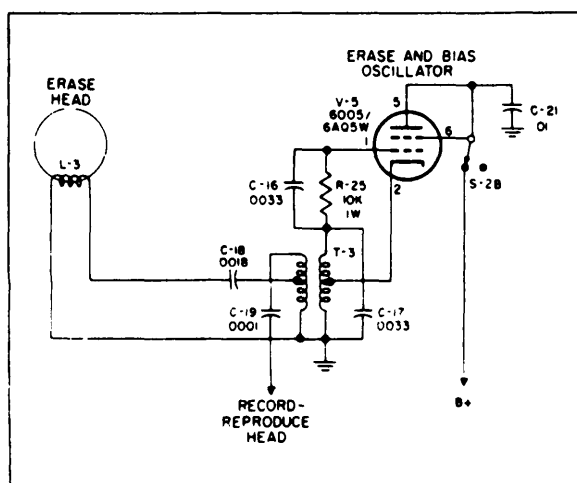 ERASE AND BIAS
OSCILLATOR
ERASE
HEAD
V-5
6005/
6AQ5W
5
6
1
2
C-21
01
S-2B
L-3
C-16
0033
R-25
10K
1W
C-18
0018
T-3
C-19
0001
C-17
0033
RECORD-
REPRODUCE
HEAD
B+